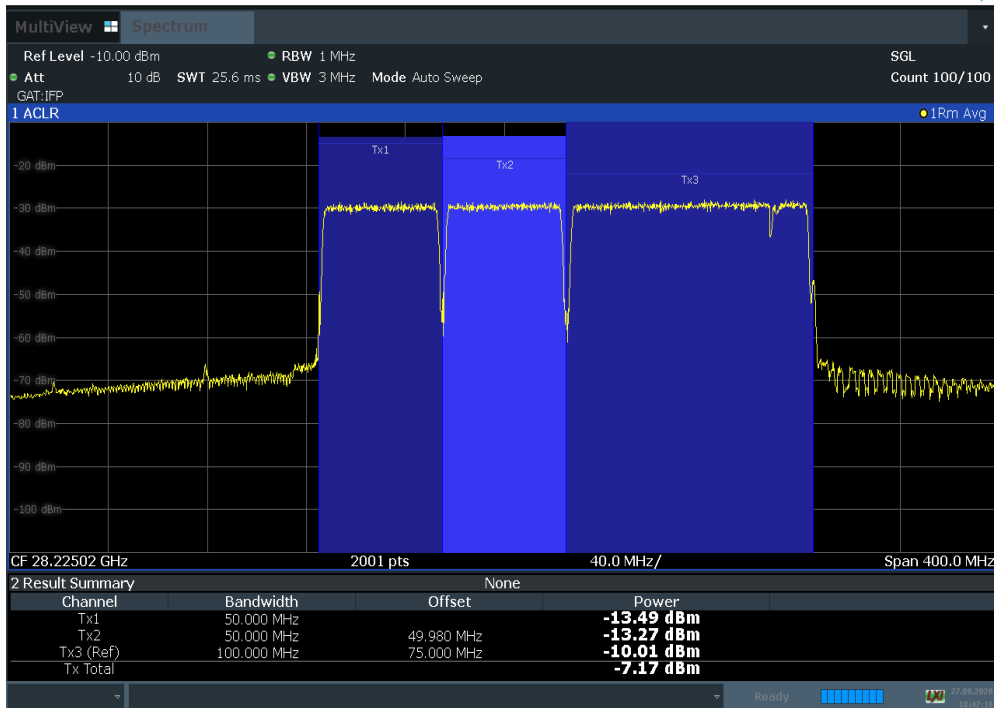 MultiView Spectrum
Ref Level -10.00 dBm RBW 1 MHz SGL
Att 10 dB SWT 25.6 ms VBW 3 MHz Mode Auto Sweep Count 100/100
GAT:IFP
1 ACLR 1Rm Avg
Tx1
Tx2
Tx3
-20 dBm
-30 dBm
-40 dBm
-50 dBm
-60 dBm
-70 dBm
-80 dBm
-90 dBm
-100 dBm
CF 28.22502 GHz 2001 pts 40.0 MHz/ Span 400.0 MHz
2 Result Summary None
Channel Bandwidth Offset Power
Tx1 50.000 MHz -13.49 dBm
Tx2 50.000 MHz 49.980 MHz -13.27 dBm
Tx3 (Ref) 100.000 MHz 75.000 MHz -10.01 dBm
Tx Total -7.17 dBm
Ready LXI 27.09.2020